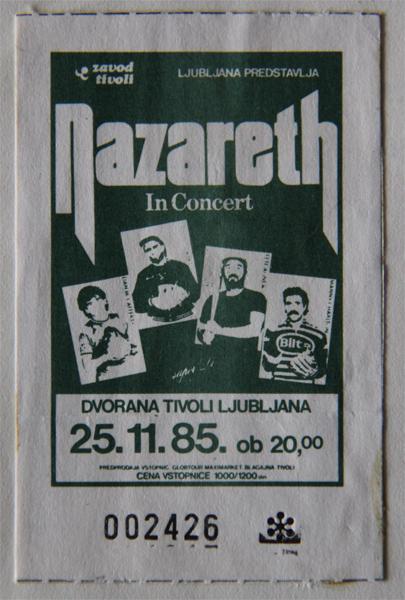 zavod
tivoli
LJUBLJANA PREDSTAVLJA
Nazareth
In Concert
Bilt
DVORANA TIVOLI LJUBLJANA
25.11.85. ob 20,00
PREDPRODAJA VSTOPNIC GLOBTOUR MAXIMARKET BLAGAJNA TIVOLI
CENA VSTOPNICE 1000/1200 din
002426